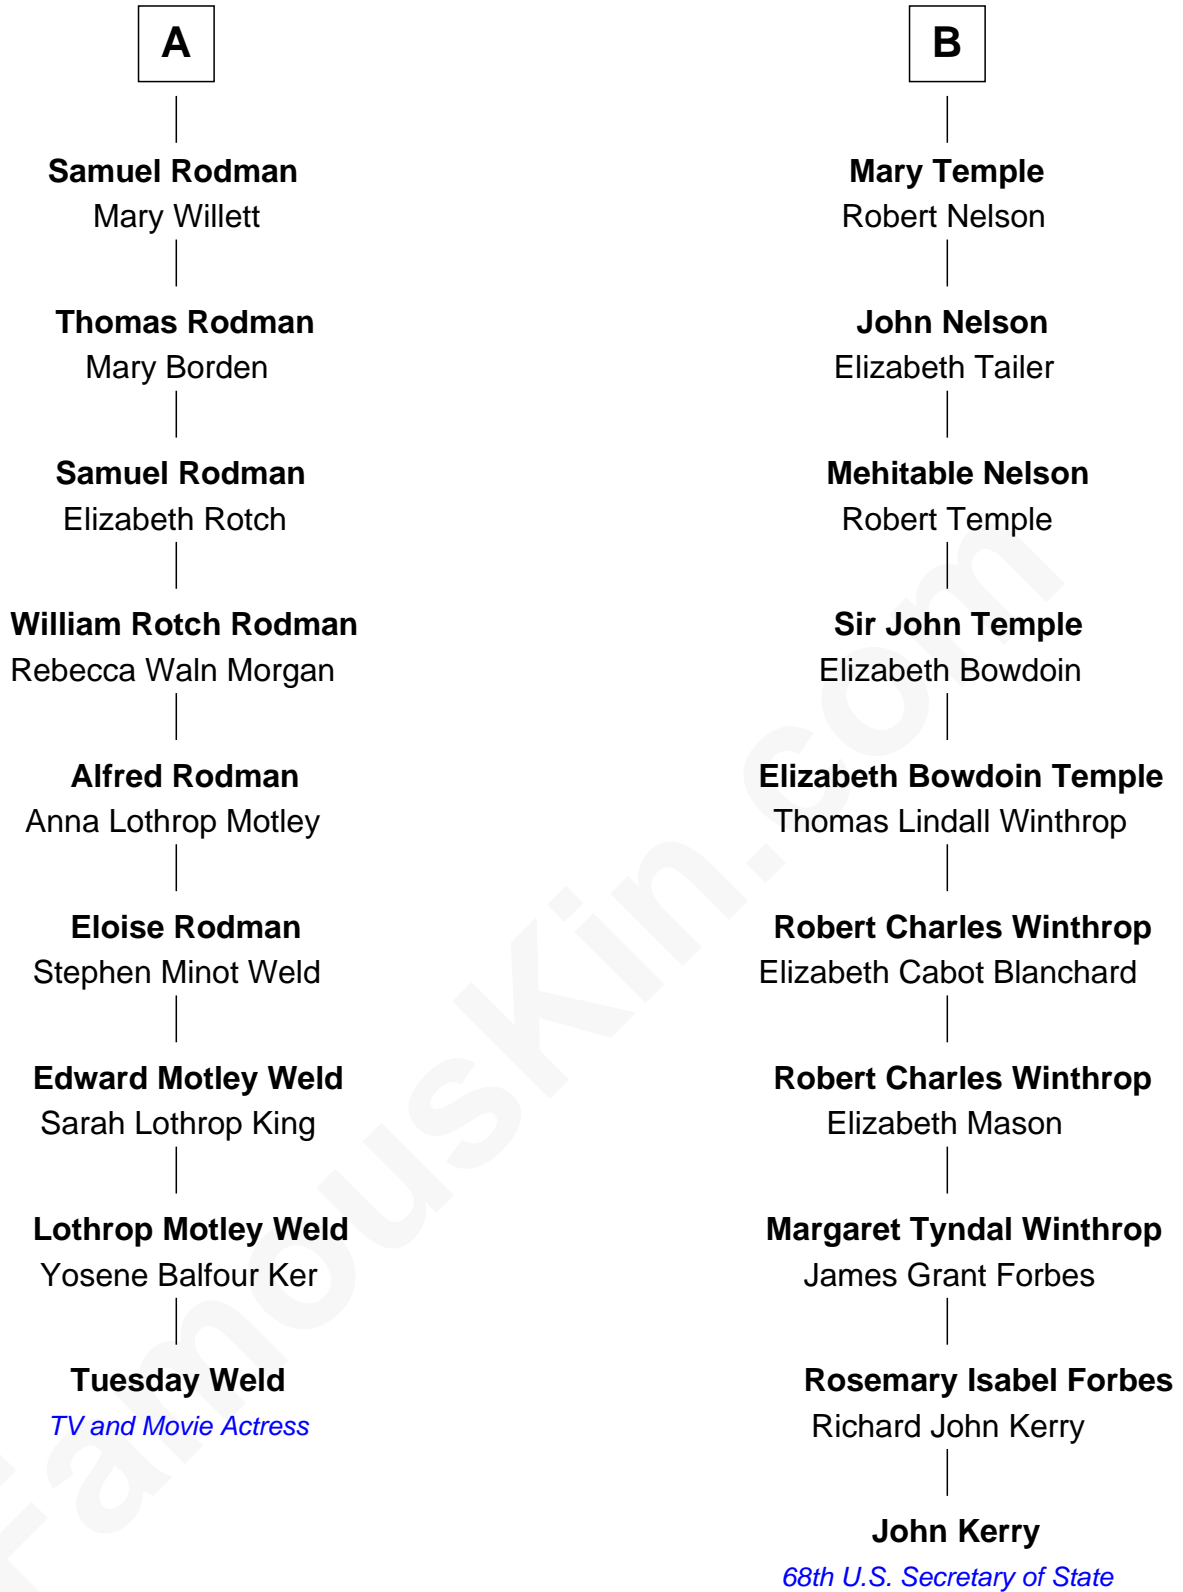 A
Samuel Rodman
Mary Willett
Thomas Rodman
Mary Borden
Samuel Rodman
Elizabeth Rotch
William Rotch Rodman
Rebecca Waln Morgan
Alfred Rodman
Anna Lothrop Motley
Eloise Rodman
Stephen Minot Weld
Edward Motley Weld
Sarah Lothrop King
Lothrop Motley Weld
Yosene Balfour Ker
Tuesday Weld
TV and Movie Actress
B
Mary Temple
Robert Nelson
John Nelson
Elizabeth Tailer
Mehitable Nelson
Robert Temple
Sir John Temple
Elizabeth Bowdoin
Elizabeth Bowdoin Temple
Thomas Lindall Winthrop
Robert Charles Winthrop
Elizabeth Cabot Blanchard
Robert Charles Winthrop
Elizabeth Mason
Margaret Tyndal Winthrop
James Grant Forbes
Rosemary Isabel Forbes
Richard John Kerry
John Kerry
68th U.S. Secretary of State
FamousKin.com